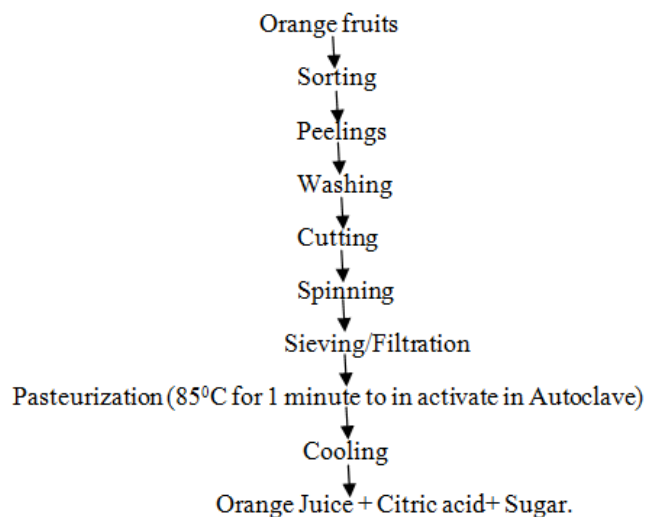 Orange fruits
Sorting
Peelings
Washing
Cutting
Spinning
Sieving/Filtration
Pasteurization (85⁰C for 1 minute to in activate in Autoclave)
Cooling
Orange Juice + Citric acid+ Sugar.